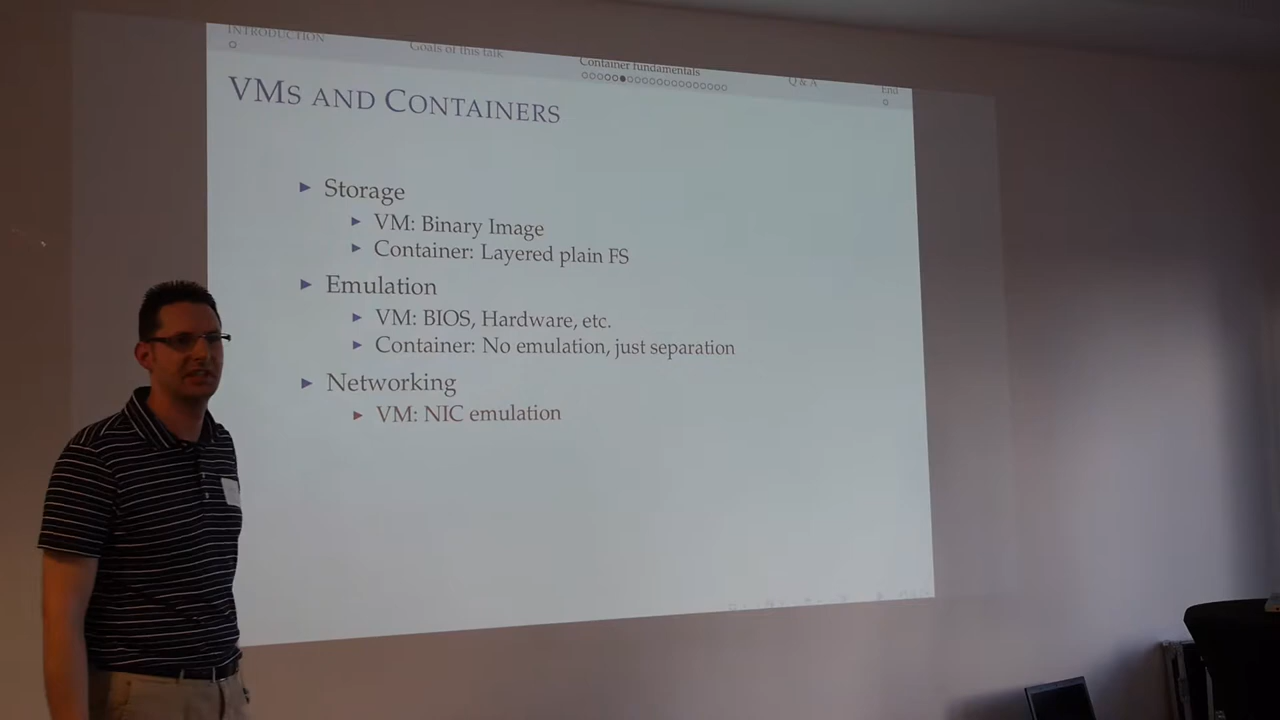 INTRODUCTION
Goals of this talk
Container fundamentals
Q & A
End
VMS AND CONTAINERS
Storage
VM: Binary Image
Container: Layered plain FS
Emulation
VM: BIOS, Hardware, etc.
Container: No emulation, just separation
Networking
VM: NIC emulation